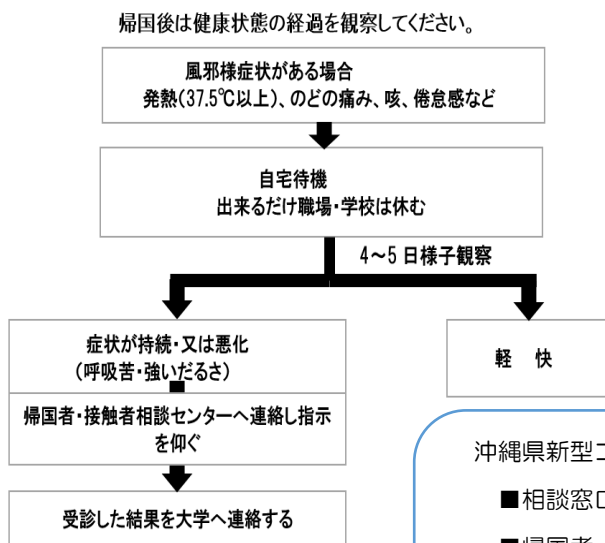 帰国後は健康状態の経過を観察してください。
風邪様症状がある場合
発熱(37.5℃以上)、のどの痛み、咳、倦怠感など
自宅待機
出来るだけ職場・学校は休む
4～5 日様子観察
症状が持続・又は悪化
(呼吸苦・強いだるさ)
軽 快
帰国者・接触者相談センターへ連絡し指示
を仰ぐ
受診した結果を大学へ連絡する
沖縄県新型コ
■相談窓口